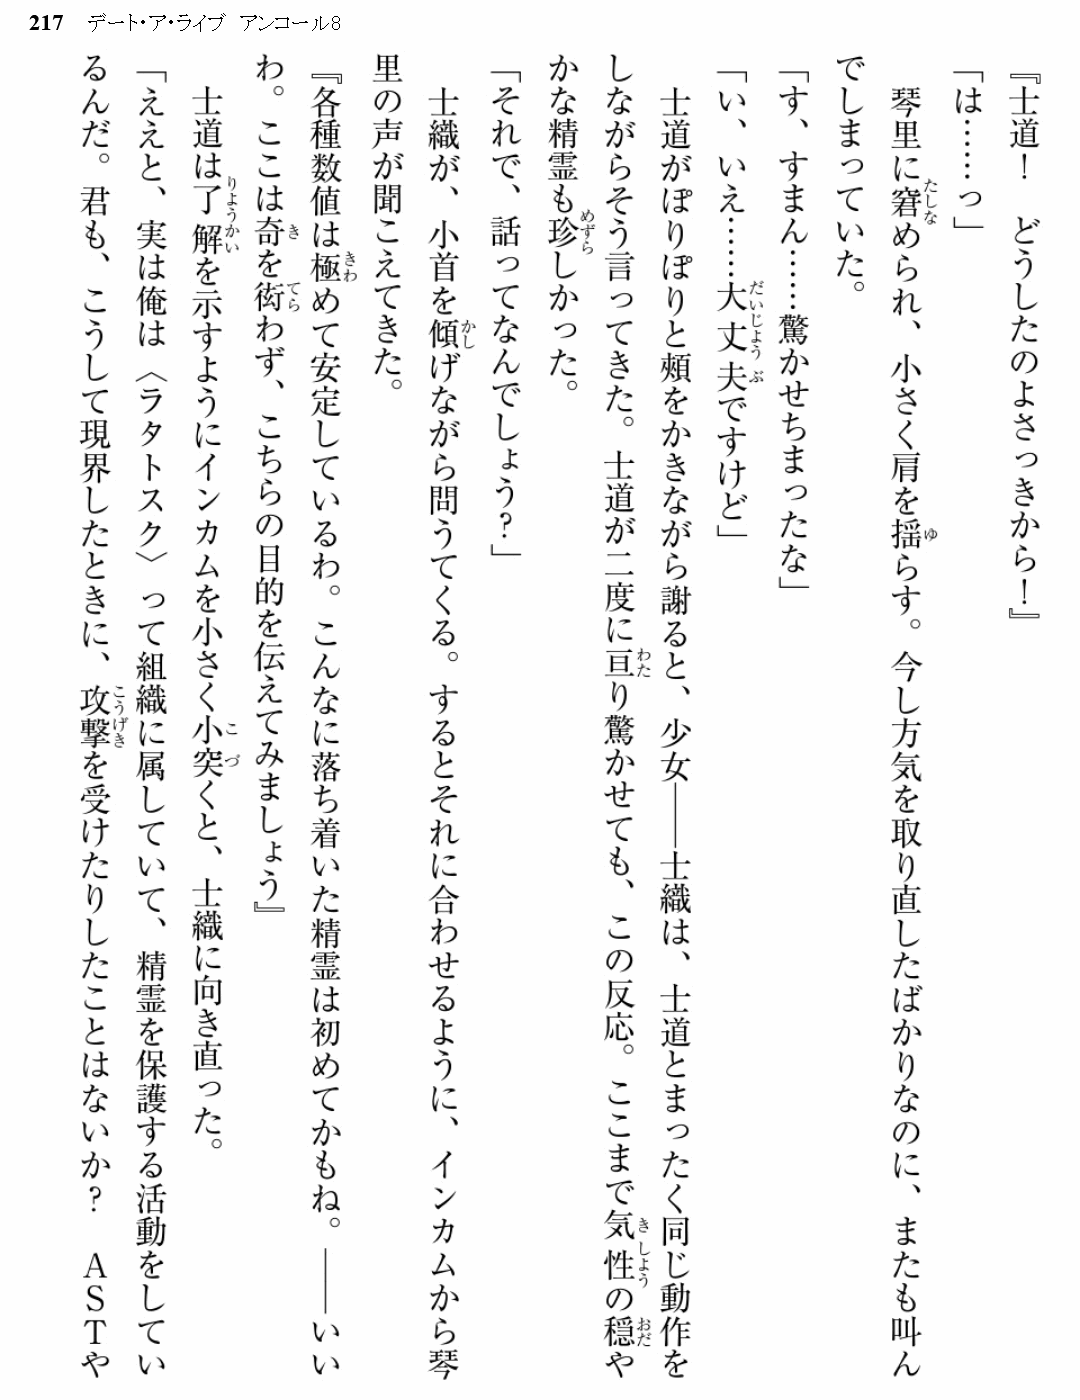 217 デート・ア・ライブ アンコール8
『士道！　どうしたのよさっきから！』
「は……っ」
　琴里に窘められ、小さく肩を揺らす。今し方気を取り直したばかりなのに、またも叫ん
でしまっていた。
「す、すまん……驚かせちまったな」
「い、いえ……大丈夫ですけど」
　士道がぽりぽりと頰をかきながら謝ると、少女――士織は、士道とまったく同じ動作を
しながらそう言ってきた。士道が二度に亘り驚かせても、この反応。ここまで気性の穏や
かな精霊も珍しかった。
「それで、話ってなんでしょう？」
　士織が、小首を傾げながら問うてくる。するとそれに合わせるように、インカムから琴
里の声が聞こえてきた。
『各種数値は極めて安定しているわ。こんなに落ち着いた精霊は初めてかもね。――いい
わ。ここは奇を衒わず、こちらの目的を伝えてみましょう』
　士道は了解を示すようにインカムを小さく小突くと、士織に向き直った。
「ええと、実は俺は〈ラタトスク〉って組織に属していて、精霊を保護する活動をしてい
るんだ。君も、こうして現界したときに、攻撃を受けたりしたことはないか？　ＡＳＴや